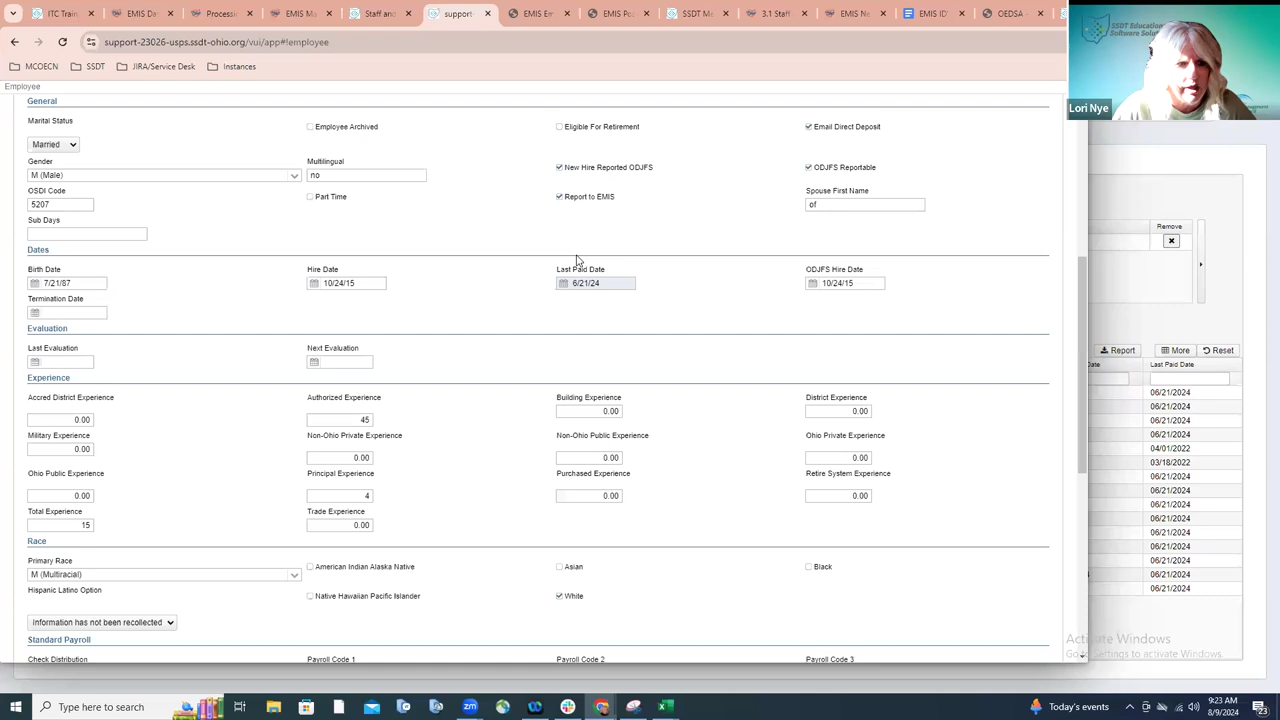 ITC Te
EMIS Da
Processe
EMIS Ma
Staff an
support
EMIS Em
EMIS Po
SSDT M
3.1 Staff
EMIS Ne
EMIS ID
OEDSA
support-23026-usps.ssdt-ohio.org/vui/app#!employee
MCOECN
SSDT
JIRA/Service Desk
Instances
SSDT Educational
Software Solutions
Lori Nye
Employee
General
Marital Status
Employee Archived
Eligible For Retirement
Email Direct Deposit
Married
Gender
Multilingual
New Hire Reported ODJFS
ODJFS Reportable
M (Male)
no
OSDI Code
Part Time
Report to EMIS
Spouse First Name
5207
of
Sub Days
Remove
Dates
Birth Date
Hire Date
Last Paid Date
ODJFS Hire Date
7/21/87
10/24/15
6/21/24
10/24/15
Termination Date
Evaluation
Last Evaluation
Next Evaluation
Report
More
Reset
Date
Last Paid Date
Experience
Accred District Experience
Authorized Experience
Building Experience
District Experience
0.00
45
0.00
0.00
Military Experience
Non-Ohio Private Experience
Non-Ohio Public Experience
Ohio Private Experience
0.00
0.00
0.00
0.00
Ohio Public Experience
Principal Experience
Purchased Experience
Retire System Experience
0.00
4
0.00
0.00
Total Experience
Trade Experience
15
0.00
06/21/2024
06/21/2024
06/21/2024
06/21/2024
04/01/2022
03/18/2022
06/21/2024
06/21/2024
06/21/2024
06/21/2024
06/21/2024
06/21/2024
06/21/2024
06/21/2024
06/21/2024
Race
Primary Race
American Indian Alaska Native
Asian
Black
M (Multiracial)
Hispanic Latino Option
Native Hawaiian Pacific Islander
White
Information has not been recollected
Standard Payroll
Check Distribution
Payroll Code 1
Payroll Code 2
Payroll Code 3
Activate Windows
Go to Settings to activate Windows.
Type here to search
Today's events
9:23 AM
8/9/2024
23